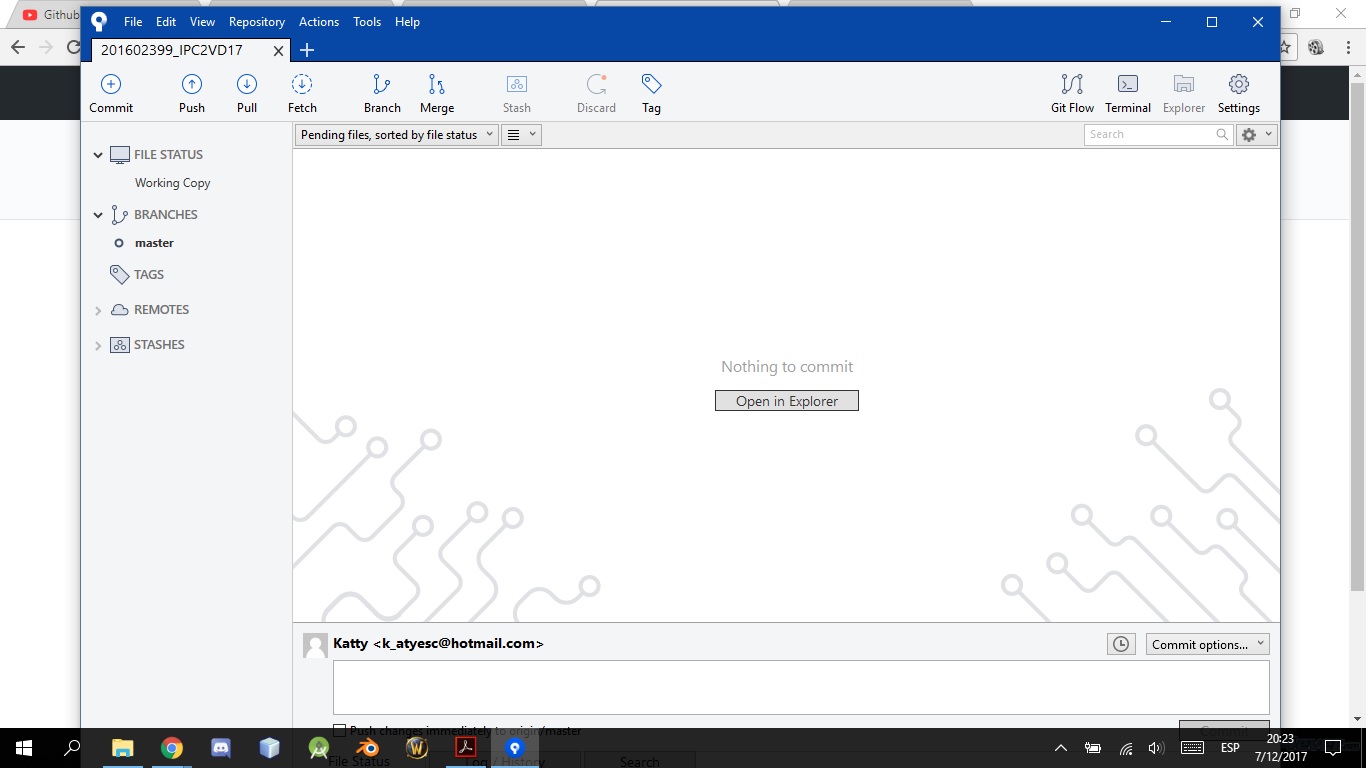 Github
File Edit View Repository Actions Tools Help
201602399_IPC2VD17
Commit Push Pull Fetch Branch Merge Stash Discard Tag Git Flow Terminal Explorer Settings
Pending files, sorted by file status
Search
FILE STATUS
Working Copy
BRANCHES
master
TAGS
REMOTES
STASHES
Nothing to commit
Open in Explorer
Katty <k_atyesc@hotmail.com>
Commit options...
Push changes immediately to origin/master
Commit
File Status Log / History Search
ESP
20:23
7/12/2017